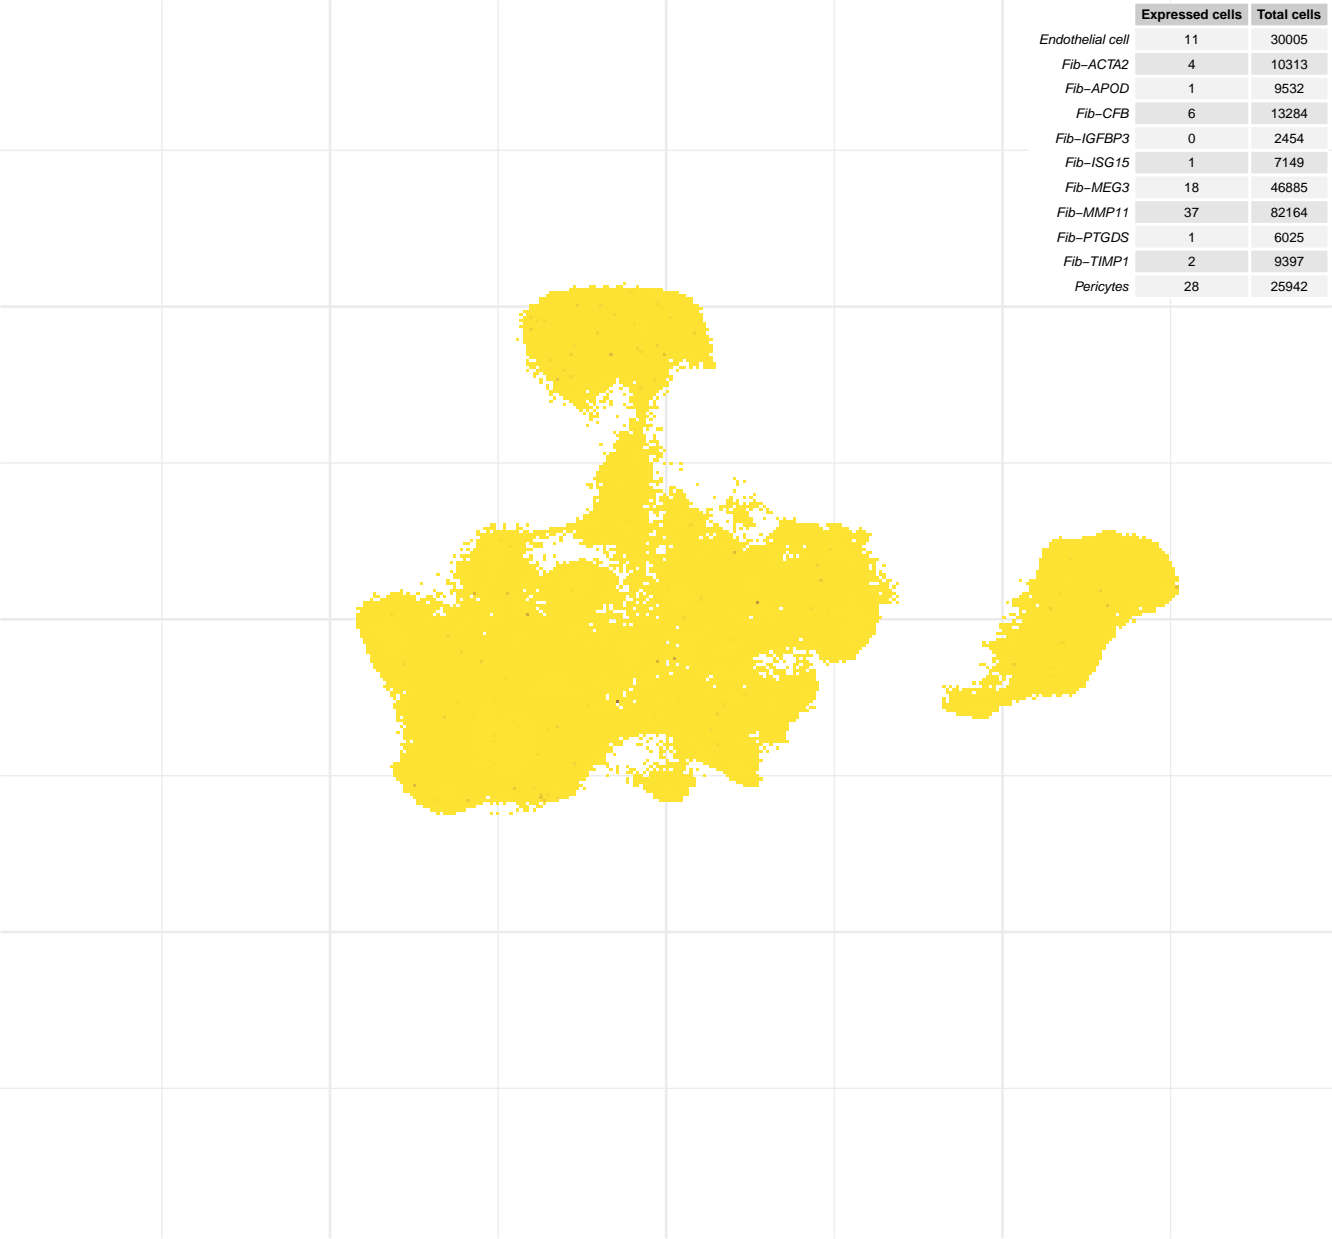 Expressed cells Total cells
Endothelial cell 11 30005
Fib−ACTA2 4 10313
Fib−APOD 1 9532
Fib−CFB 6 13284
Fib−IGFBP3 0 2454
Fib−ISG15 1 7149
Fib−MEG3 18 46885
Fib−MMP11 37 82164
Fib−PTGDS 1 6025
Fib−TIMP1 2 9397
Pericytes 28 25942